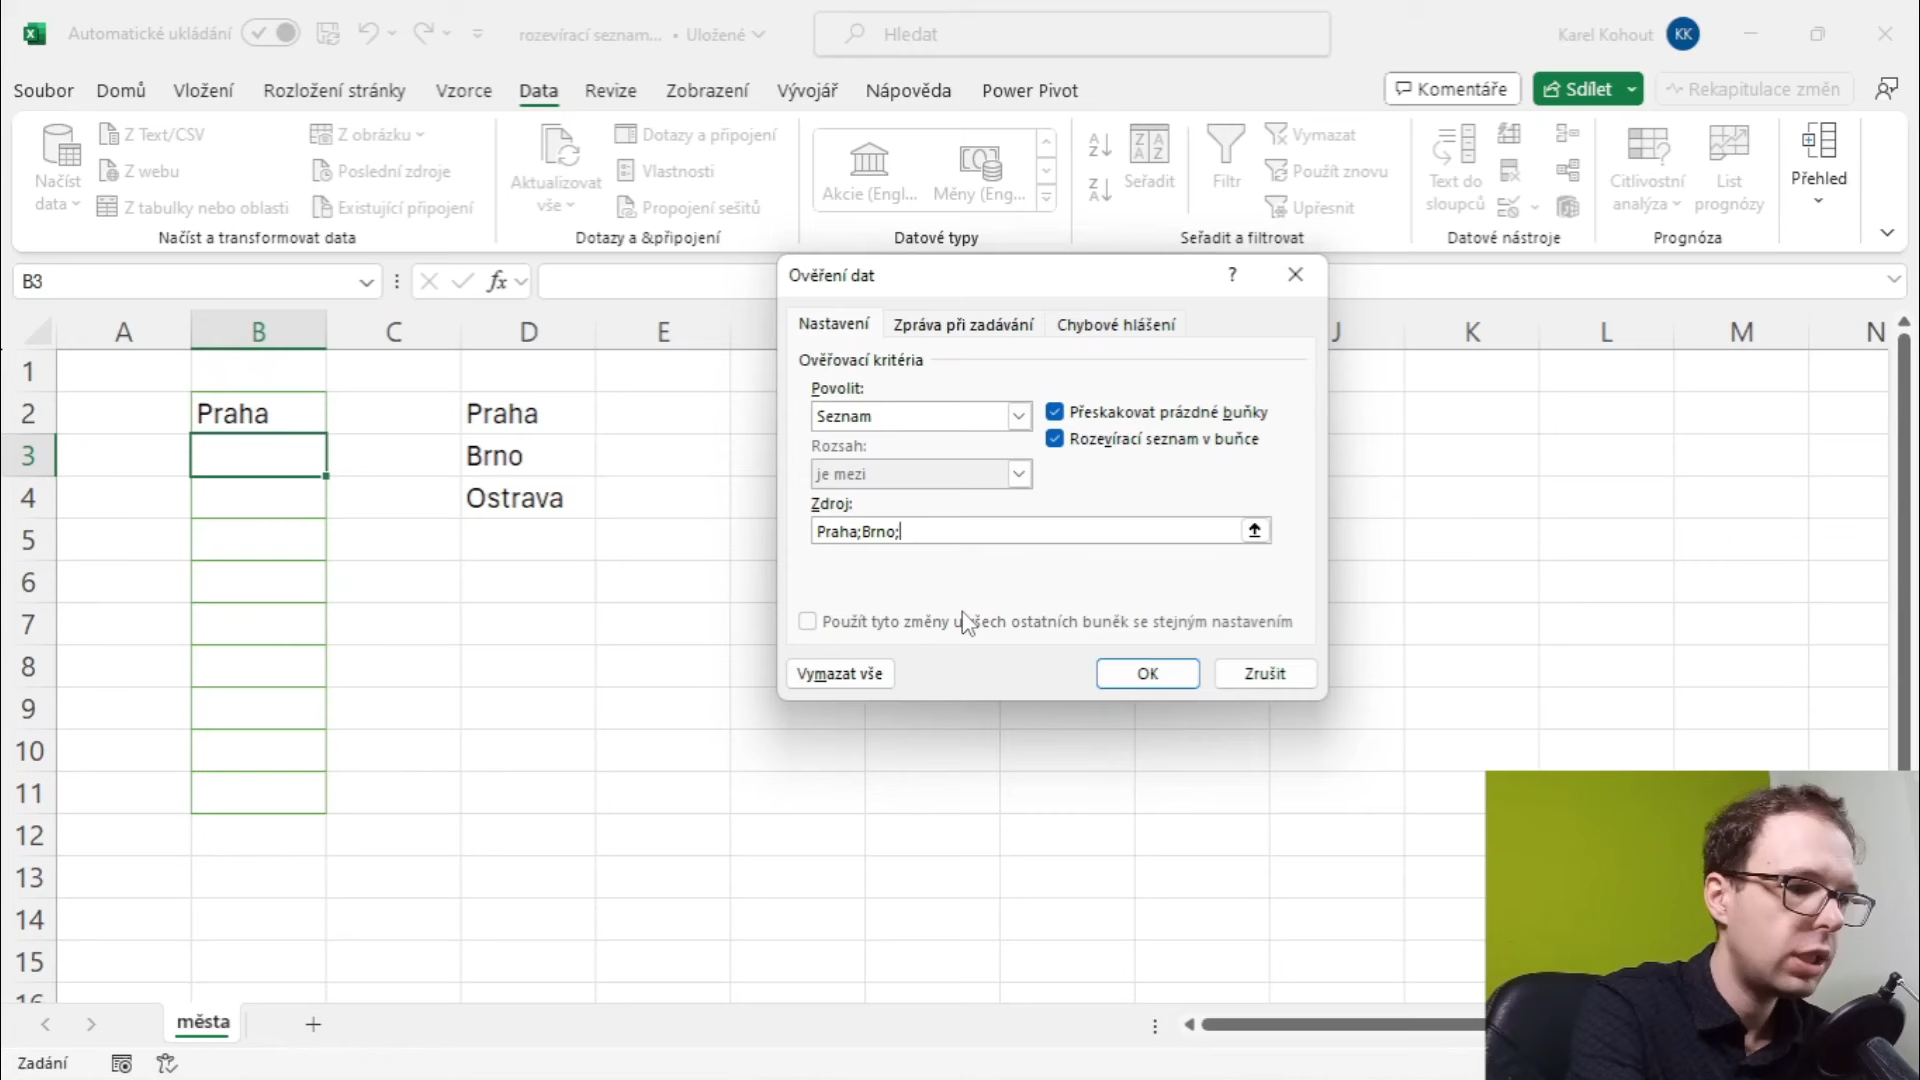 Automatické ukládání
rozevírací seznam... • Uložené
Hledat
Karel Kohout KK
Soubor Domů Vložení Rozložení stránky Vzorce Data Revize Zobrazení Vývojář Nápověda Power Pivot
Komentáře Sdílet Rekapitulace změn
Načíst data
Z Text/CSV
Z webu
Z tabulky nebo oblasti
Z obrázku
Poslední zdroje
Existující připojení
Načíst a transformovat data
Aktualizovat vše
Dotazy a připojení
Vlastnosti
Propojení sešitů
Dotazy a &připojení
Akcie (Engl... Měny (Eng...
Datové typy
Seřadit
Filtr
Vymazat
Použít znovu
Upřesnit
Seřadit a filtrovat
Text do sloupců
Datové nástroje
Citlivostní analýza
List prognózy
Prognóza
Přehled
B3
fx
A B C D E J K L M N
1
2 Praha Praha
3 Brno
4 Ostrava
5
6
7
8
9
10
11
12
13
14
15
16
Ověření dat ?
Nastavení Zpráva při zadávání Chybové hlášení
Ověřovací kritéria
Povolit:
Seznam
Přeskakovat prázdné buňky
Rozevírací seznam v buňce
Rozsah:
je mezi
Zdroj:
Praha;Brno;
Použít tyto změny u všech ostatních buněk se stejným nastavením
Vymazat vše OK Zrušit
města
Zadání